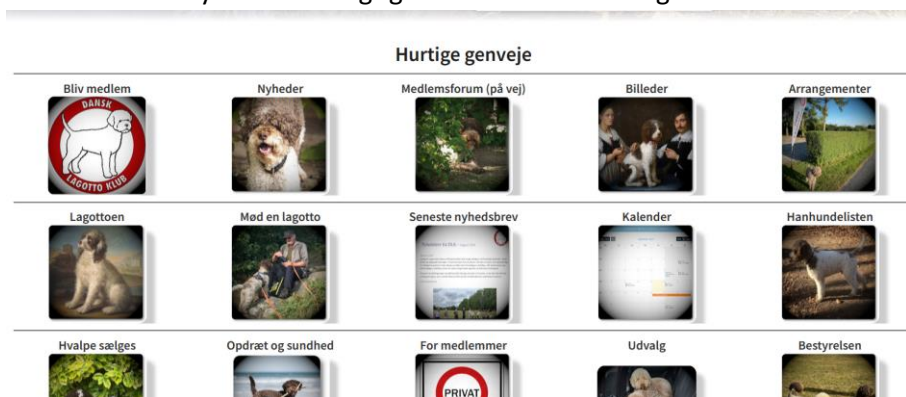 Hurtige genveje
Bliv medlem Nyheder Medlemsforum (på vej) Billeder Arrangementer
DANSK
LAGOTTO KLUB
Lagottoen Mød en lagotto Seneste nyhedsbrev Kalender Hanhundelisten
Hvalpe sælges Opdræt og sundhed For medlemmer Udvalg Bestyrelsen
PRIVAT